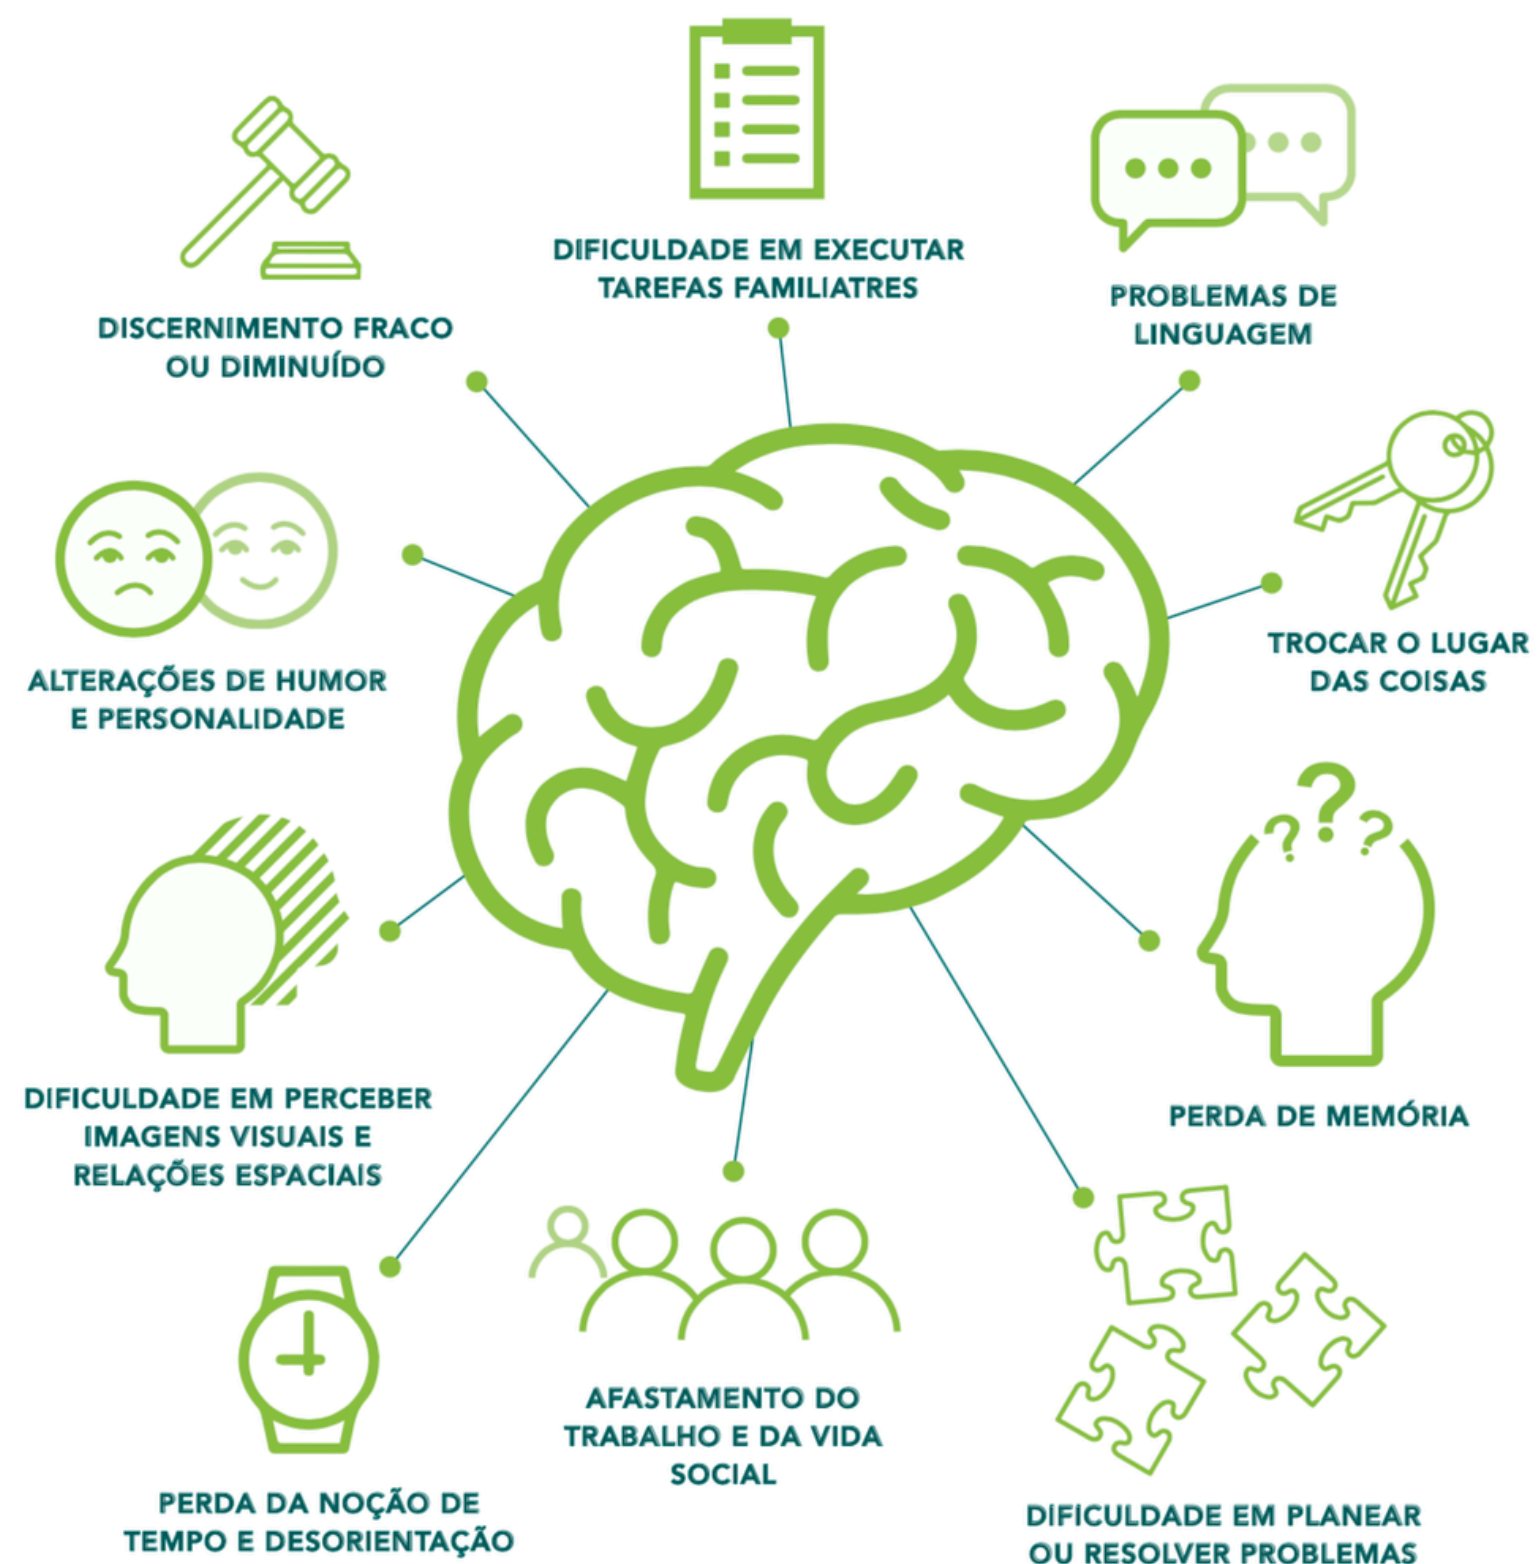 DIFICULDADE EM EXECUTAR
TAREFAS FAMILIATRES
PROBLEMAS DE
LINGUAGEM
DISCERNIMENTO FRACO
OU DIMINUÍDO
TROCAR O LUGAR
DAS COISAS
ALTERAÇÕES DE HUMOR
E PERSONALIDADE
? ? ?
PERDA DE MEMÓRIA
DIFICULDADE EM PERCEBER
IMAGENS VISUAIS E
RELAÇÕES ESPACIAIS
AFASTAMENTO DO
TRABALHO E DA VIDA
SOCIAL
PERDA DA NOÇÃO DE
TEMPO E DESORIENTAÇÃO
DIFICULDADE EM PLANEAR
OU RESOLVER PROBLEMAS